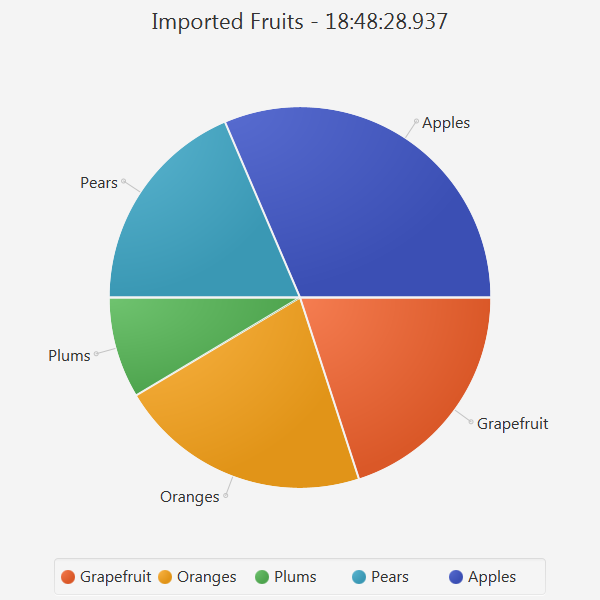 Imported Fruits - 18:48:28.937
Apples
Pears
Plums
Grapefruit
Oranges
Grapefruit Oranges Plums Pears Apples